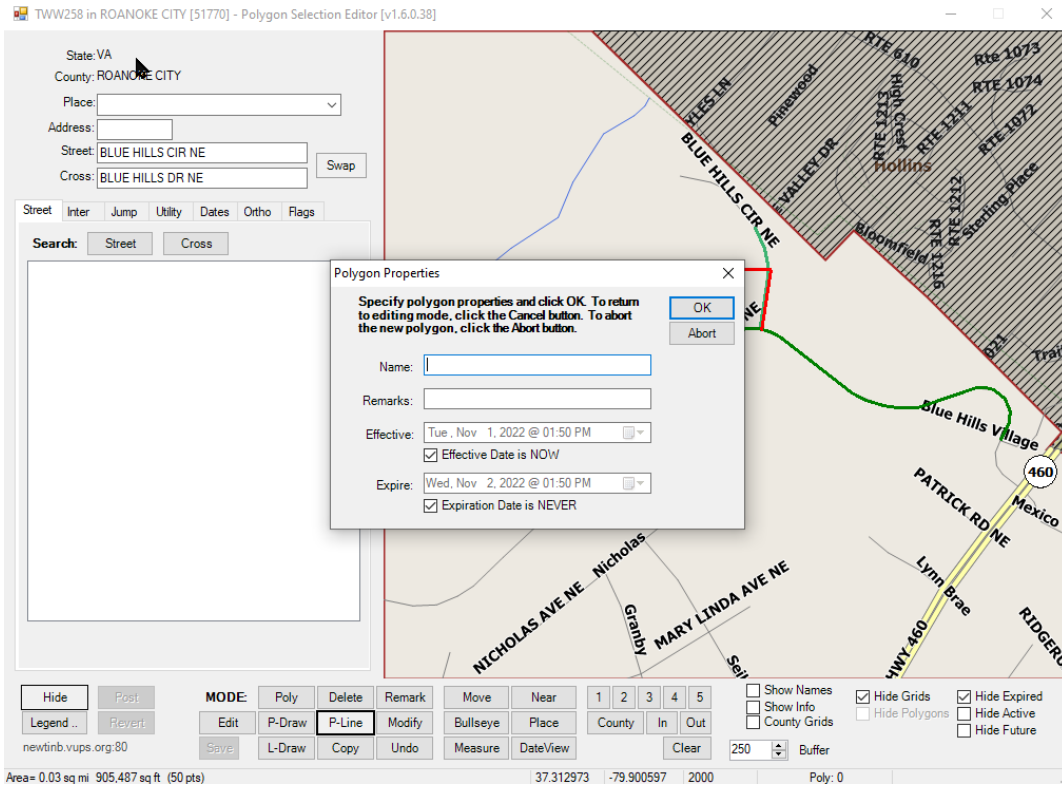 TWW258 in ROANOKE CITY [51770] - Polygon Selection Editor [v1.6.0.38]
State: VA
County: ROANOKE CITY
Place:
Address:
Street: BLUE HILLS CIR NE
Cross: BLUE HILLS DR NE
Swap
Street Inter Jump Utility Dates Ortho Flags
Search: Street Cross
RTE 610
Rte 1073
RTE 1074
Pinewood
High Crest
RTE 1213
RTE 1211
RTE 1072
YLES LN
VALLEY DR
Hollins
BLUE HILLS CIR NE
RTE 1212
Sterling Place
Bloomfield
RTE 1216
Polygon Properties
Specify polygon properties and click OK. To return
to editing mode, click the Cancel button. To abort
the new polygon, click the Abort button.
OK
Abort
Name:
Remarks:
Effective: Tue , Nov 1, 2022 @ 01:50 PM
Effective Date is NOW
Expire: Wed, Nov 2, 2022 @ 01:50 PM
Expiration Date is NEVER
NE
021
Trai
Blue Hills Village
460
PATRICK RD NE
Mexico
Nicholas
NICHOLAS AVE NE
Granby
MARY LINDA AVE NE
Lynn Brae
HWY 460
RIDGERU
Sei
Hide Post MODE: Poly Delete Remark Move Near 1 2 3 4 5
Legend .. Revert Edit P-Draw P-Line Modify Bullseye Place County In Out
newtinb.vups.org:80 Save L-Draw Copy Undo Measure DateView Clear
Show Names
Show Info
County Grids
Hide Grids
Hide Polygons
Hide Expired
Hide Active
Hide Future
250 Buffer
Area= 0.03 sq mi 905,487 sq ft (50 pts) 37.312973 -79.900597 2000 Poly: 0